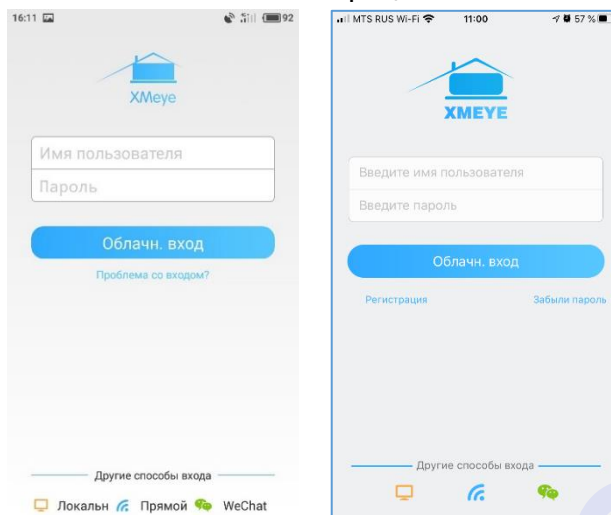 16:11 92
XMeye
Имя пользователя
Пароль
Облачн. вход
Проблема со входом?
Другие способы входа
Локальн Прямой WeChat
MTS RUS Wi-Fi 11:00 57 %
XMEYE
Введите имя пользователя
Введите пароль
Облачн. вход
Регистрация Забыли пароль
Другие способы входа